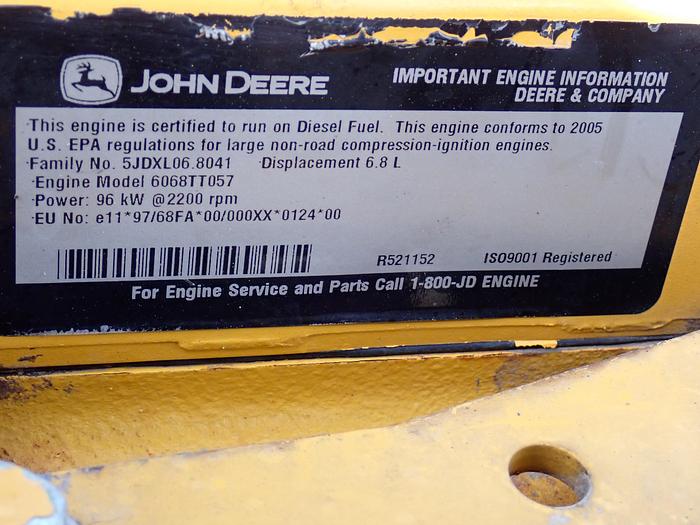 JOHN DEERE
IMPORTANT ENGINE INFORMATION
DEERE & COMPANY
This engine is certified to run on Diesel Fuel. This engine conforms to 2005
U.S. EPA regulations for large non-road compression-ignition engines.
Family No. 5JDXL06.8041 Displacement 6.8 L
Engine Model 6068TT057
Power: 96 kW @2200 rpm
EU No: e11*97/68FA*00/000XX*0124*00
R521152 ISO9001 Registered
For Engine Service and Parts Call 1-800-JD ENGINE